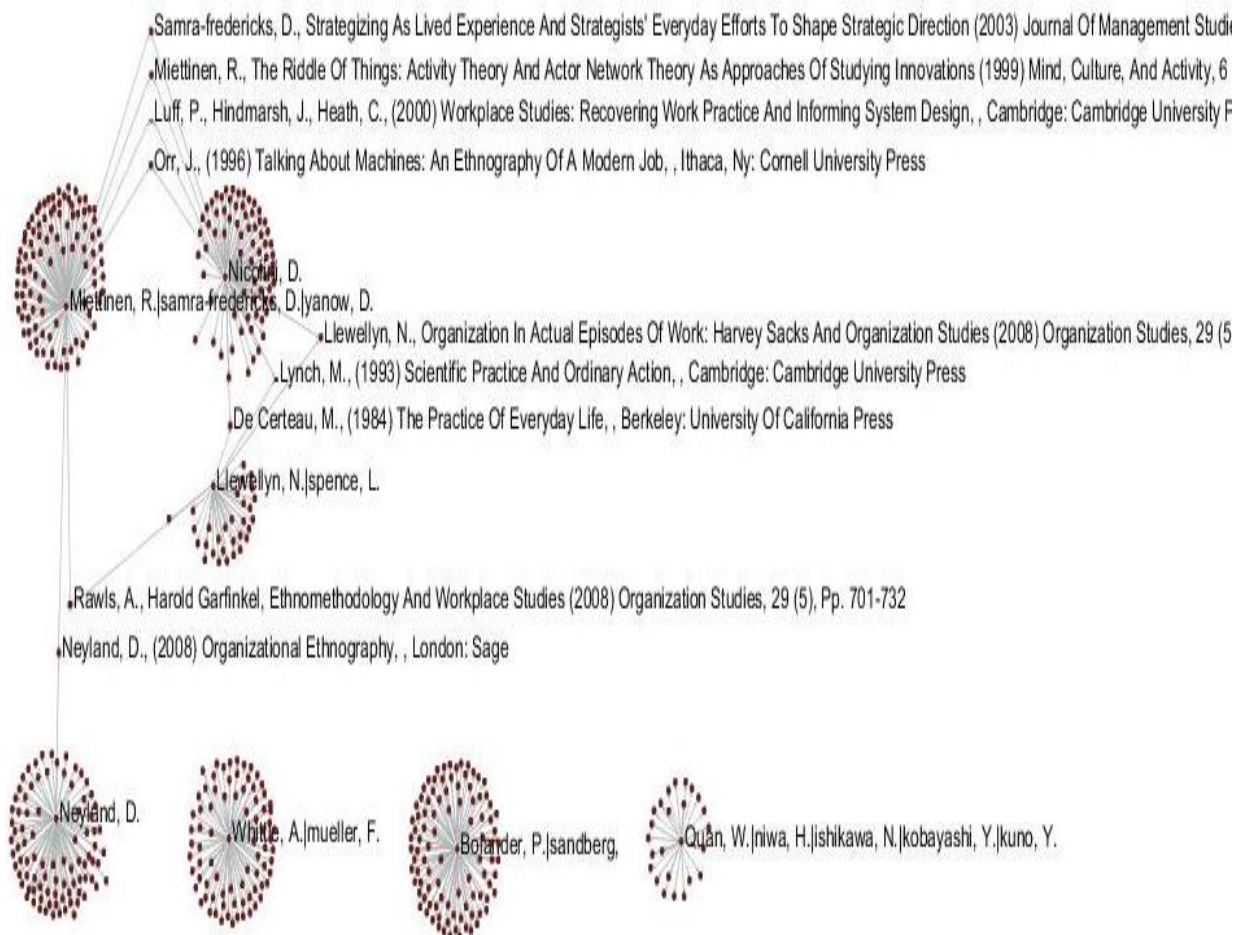 Samra-fredericks, D., Strategizing As Lived Experience And Strategists' Everyday Efforts To Shape Strategic Direction (2003) Journal Of Management Studi
Miettinen, R., The Riddle Of Things: Activity Theory And Actor Network Theory As Approaches Of Studying Innovations (1999) Mind, Culture, And Activity, 6
Luff, P., Hindmarsh, J., Heath, C., (2000) Workplace Studies: Recovering Work Practice And Informing System Design, , Cambridge: Cambridge University
Orr, J., (1996) Talking About Machines: An Ethnography Of A Modern Job, , Ithaca, Ny: Cornell University Press
Nicolini, D.
Miettinen, R.|samra-fredericks, D.|yanow, D.
Llewellyn, N., Organization In Actual Episodes Of Work: Harvey Sacks And Organization Studies (2008) Organization Studies, 29 (5
Lynch, M., (1993) Scientific Practice And Ordinary Action, , Cambridge: Cambridge University Press
De Certeau, M., (1984) The Practice Of Everyday Life, , Berkeley: University Of California Press
Llewellyn, N.|spence, L.
Rawls, A., Harold Garfinkel, Ethnomethodology And Workplace Studies (2008) Organization Studies, 29 (5), Pp. 701-732
Neyland, D., (2008) Organizational Ethnography, , London: Sage
Neyland, D.
Whittle, A.|mueller, F.
Bolander, P.|sandberg,
Quan, W.|niwa, H.|ishikawa, N.|kobayashi, Y.|kuno, Y.